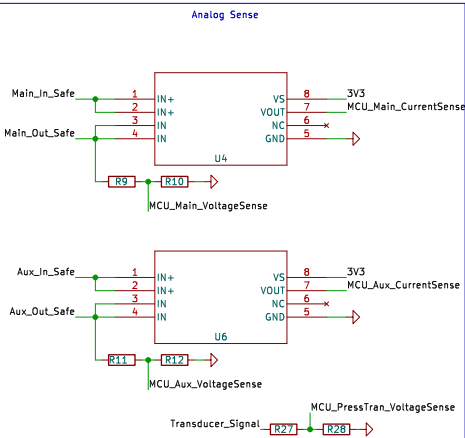 Analog Sense
Main_In_Safe 1 IN+ VS 8 3V3
2 IN+ VOUT 7 MCU_Main_CurrentSense
3 IN NC 6
Main_Out_Safe 4 IN GND 5
U4
R9 R10
MCU_Main_VoltageSense
Aux_In_Safe 1 IN+ VS 8 3V3
2 IN+ VOUT 7 MCU_Aux_CurrentSense
3 IN NC 6
Aux_Out_Safe 4 IN GND 5
U6
R11 R12
MCU_Aux_VoltageSense
MCU_PressTran_VoltageSense
Transducer_Signal R27 R28